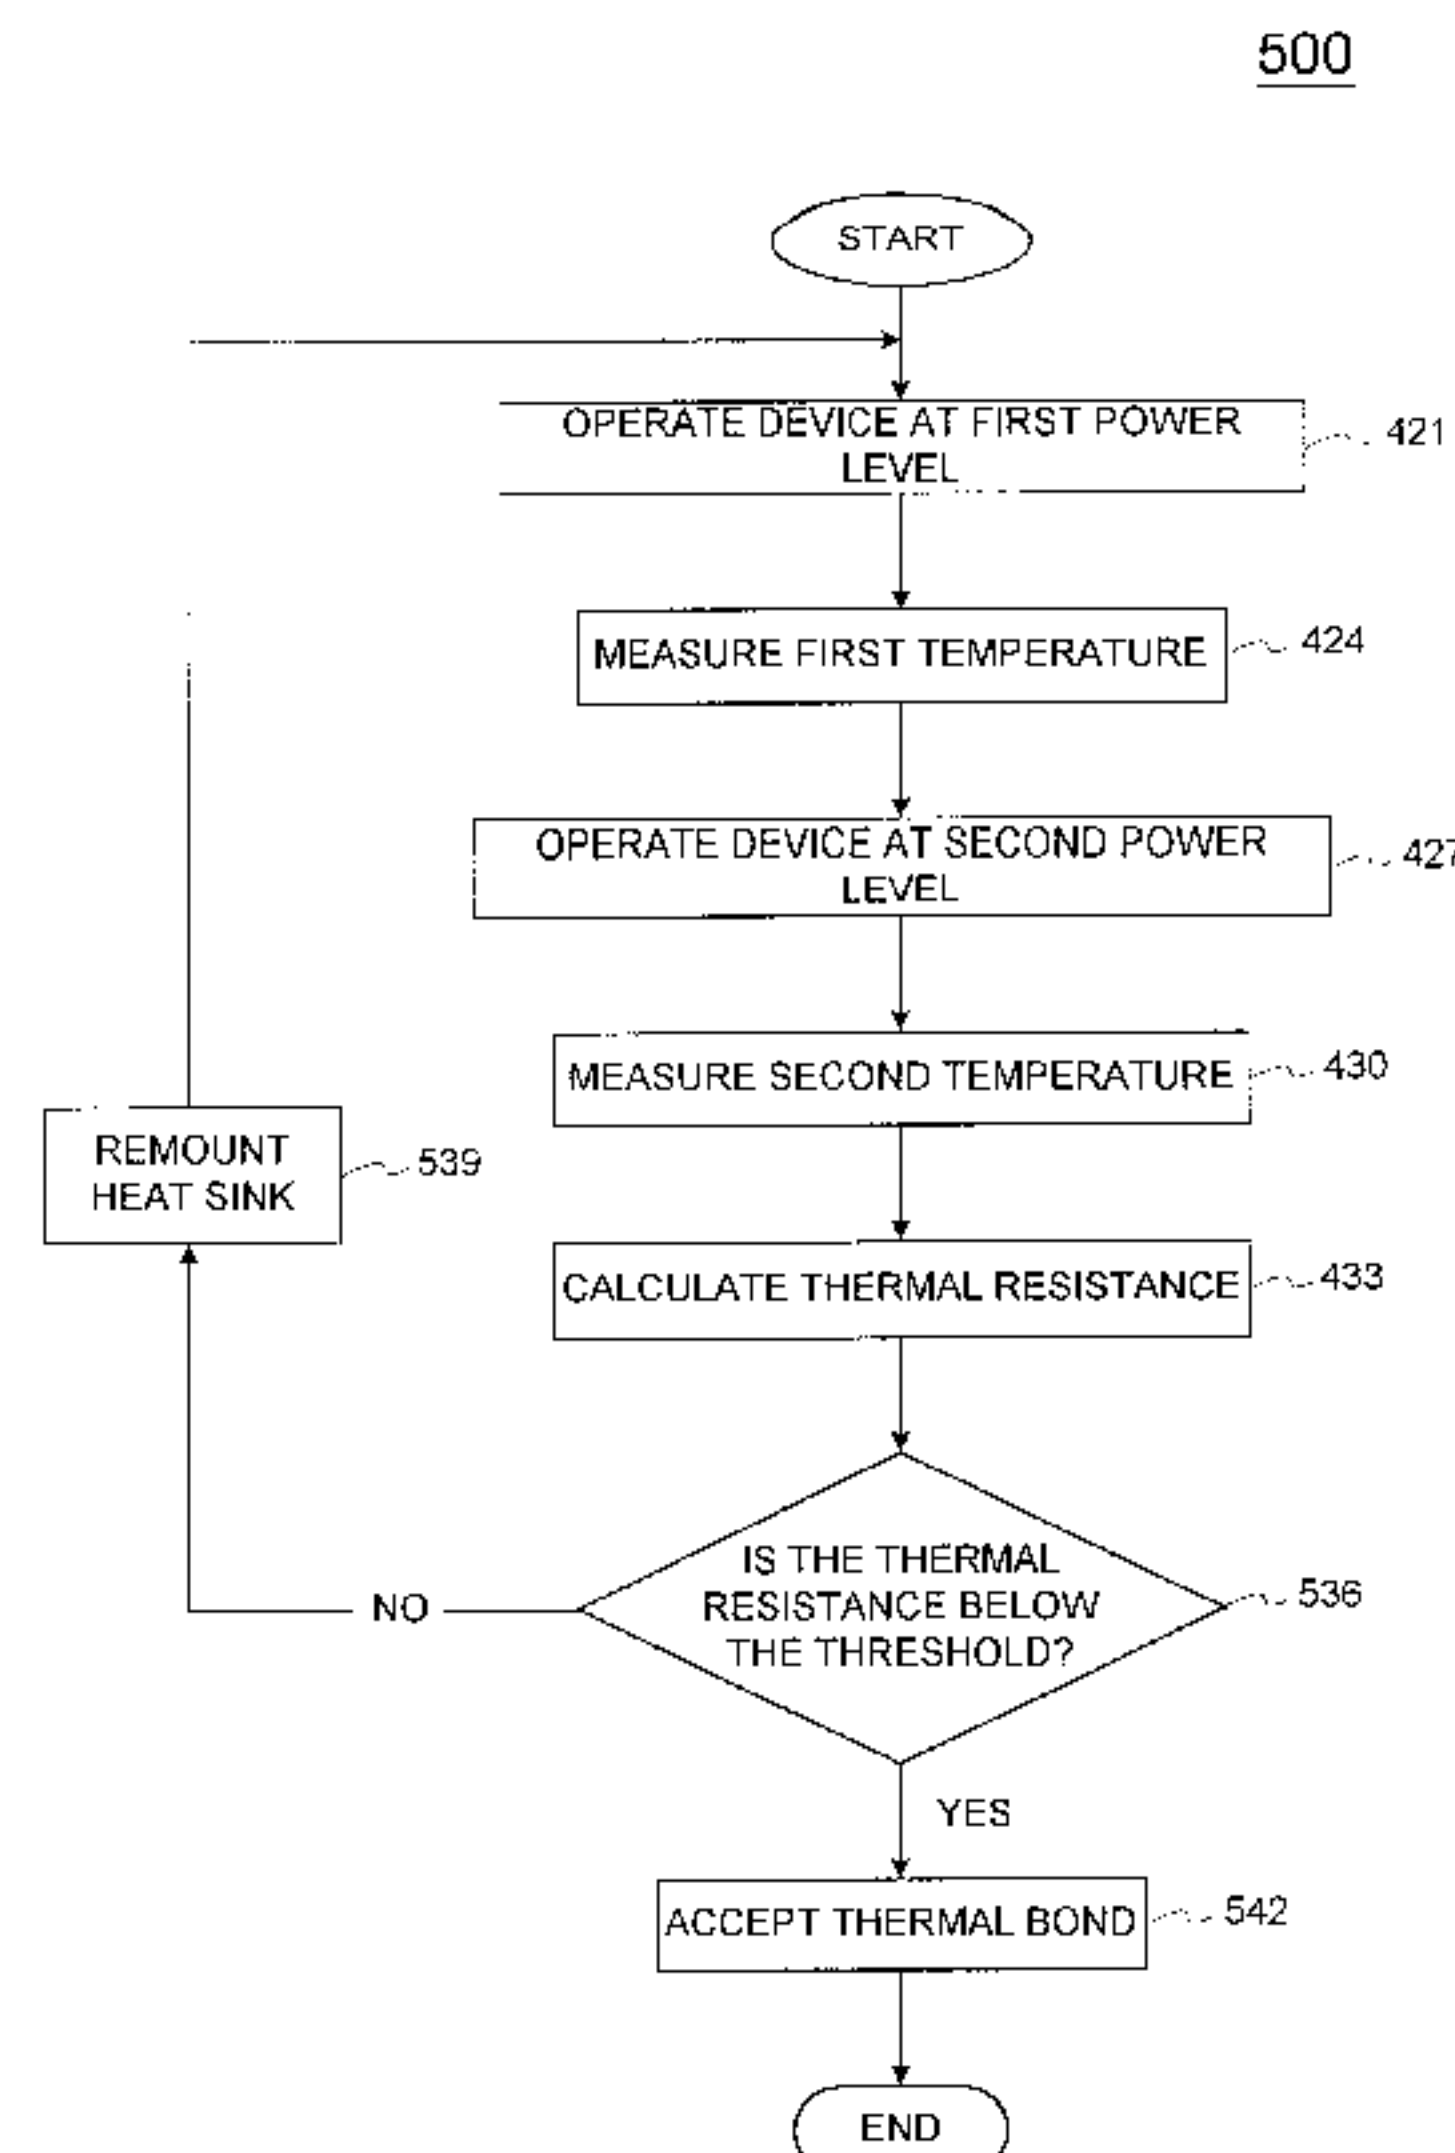 500
START
OPERATE DEVICE AT FIRST POWER
LEVEL
421
MEASURE FIRST TEMPERATURE
424
OPERATE DEVICE AT SECOND POWER
LEVEL
427
MEASURE SECOND TEMPERATURE
430
REMOUNT
HEAT SINK
539
CALCULATE THERMAL RESISTANCE
433
IS THE THERMAL
RESISTANCE BELOW
THE THRESHOLD?
536
NO
YES
ACCEPT THERMAL BOND
542
END